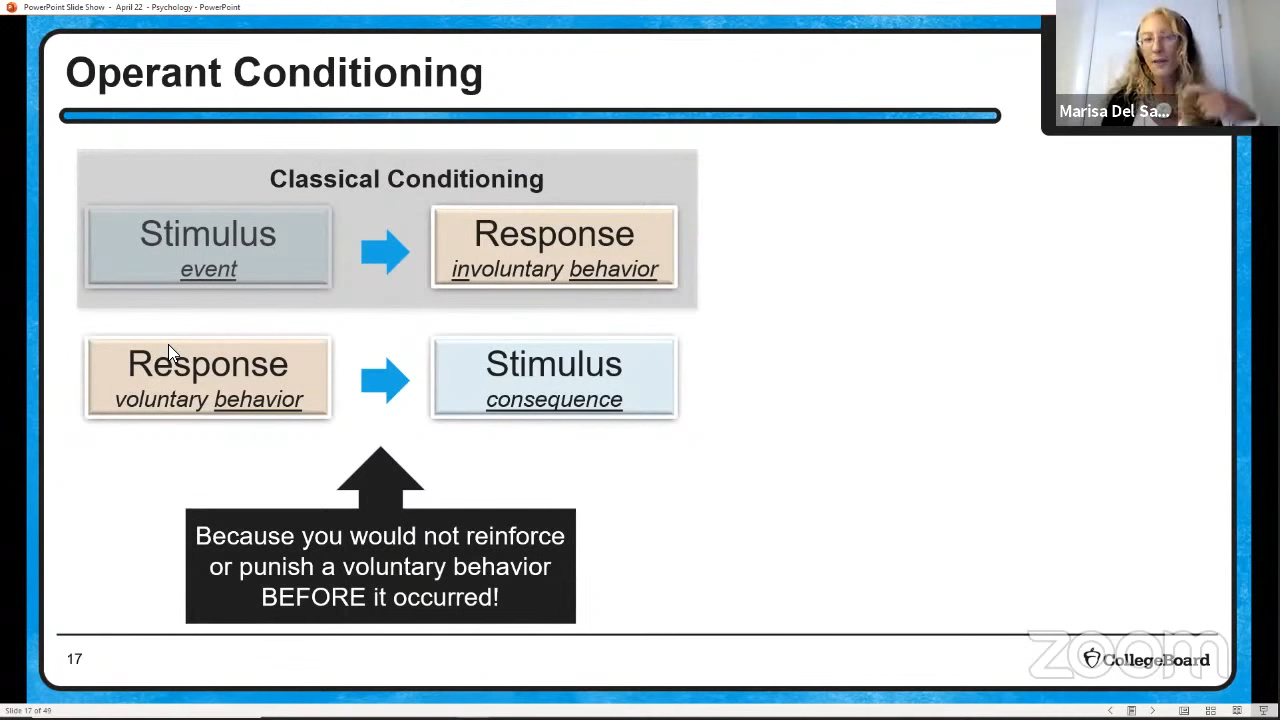 PowerPoint Slide Show - April 22 - Psychology - PowerPoint
Operant Conditioning
Marisa Del Sa...
Classical Conditioning
Stimulus
event
Response
involuntary behavior
Response
voluntary behavior
Stimulus
consequence
Because you would not reinforce
or punish a voluntary behavior
BEFORE it occurred!
17
zoom
CollegeBoard
Slide 17 of 49